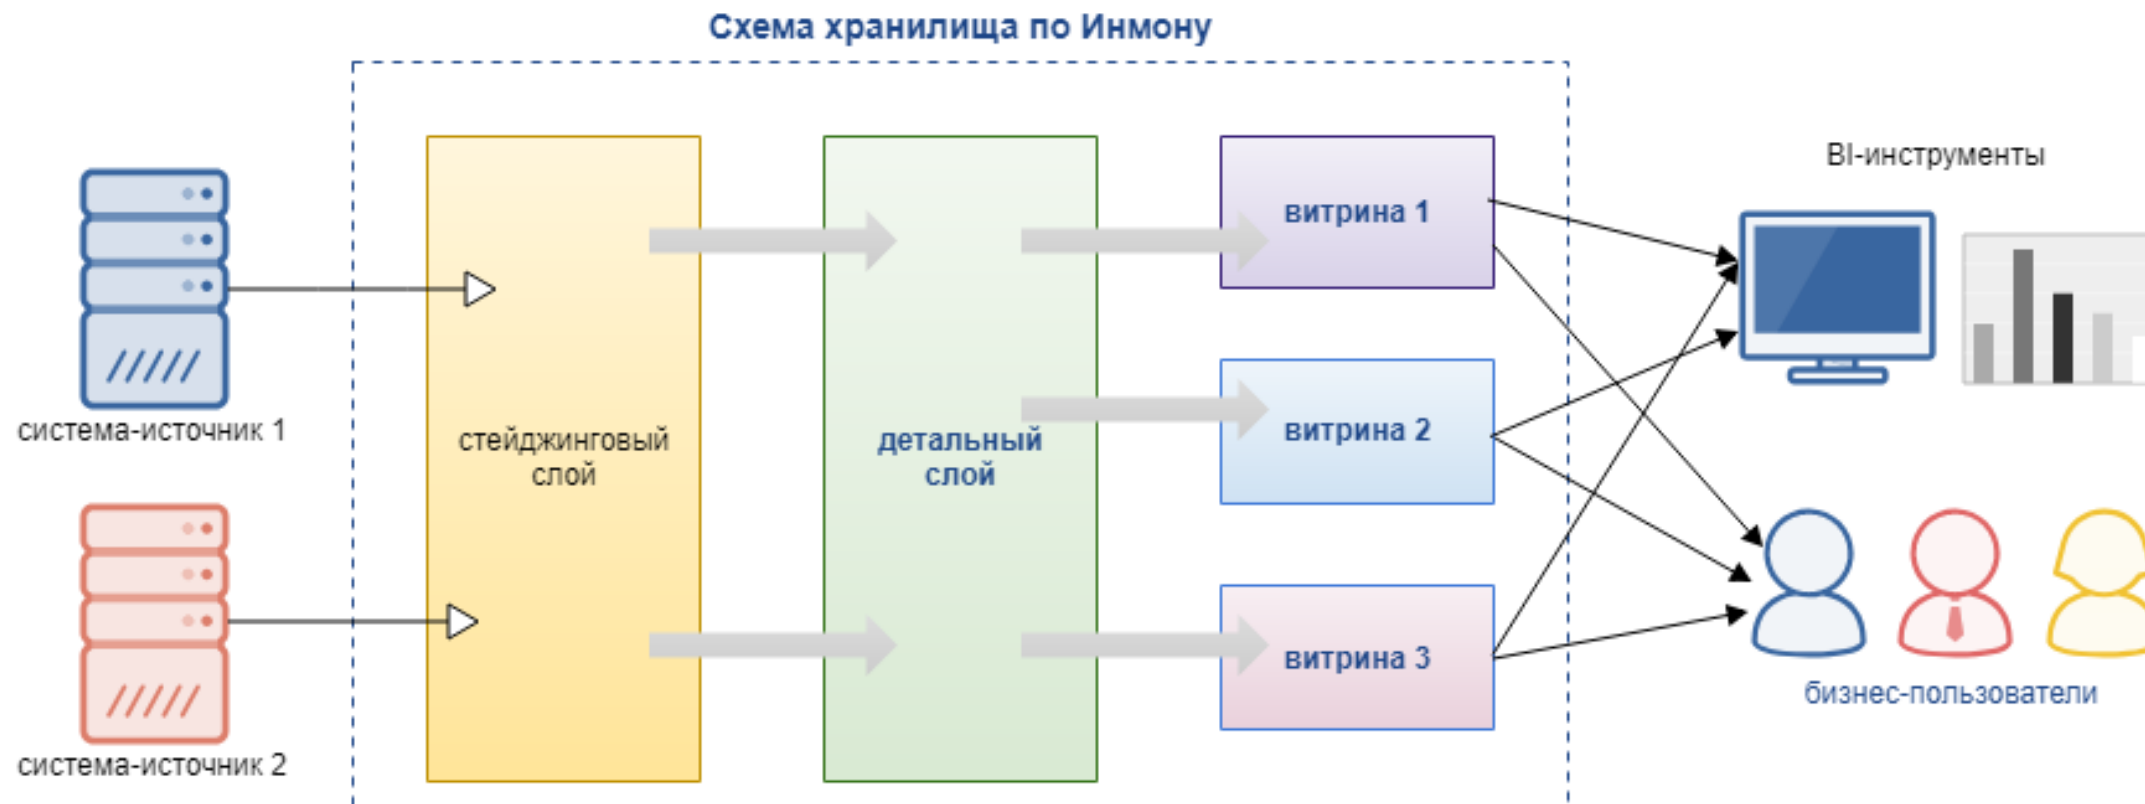 Схема хранилища по Инмону
система-источник 1
система-источник 2
стейджинговый
слой
детальный
слой
витрина 1
витрина 2
витрина 3
BI-инструменты
бизнес-пользователи